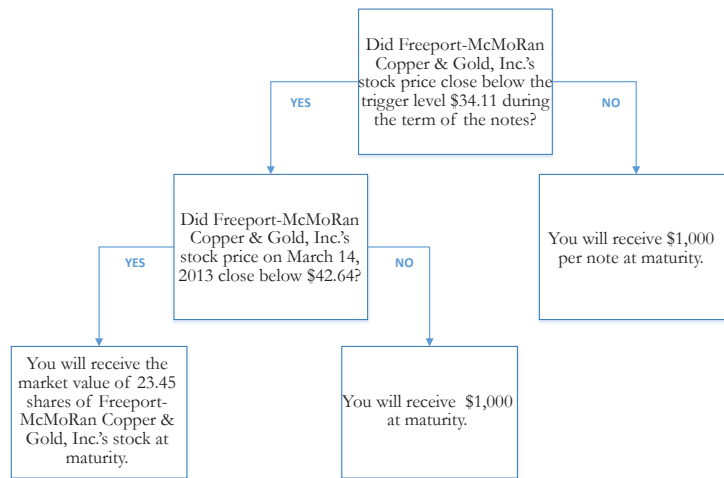 Did Freeport-McMoRan
Copper & Gold, Inc.'s
stock price close below the
trigger level $34.11 during
the term of the notes?
YES
NO
Did Freeport-McMoRan
Copper & Gold, Inc.'s
stock price on March 14,
2013 close below $42.64?
You will receive $1,000
per note at maturity.
YES
NO
You will receive the
market value of 23.45
shares of Freeport-
McMoRan Copper &
Gold, Inc.'s stock at
maturity.
You will receive $1,000
at maturity.